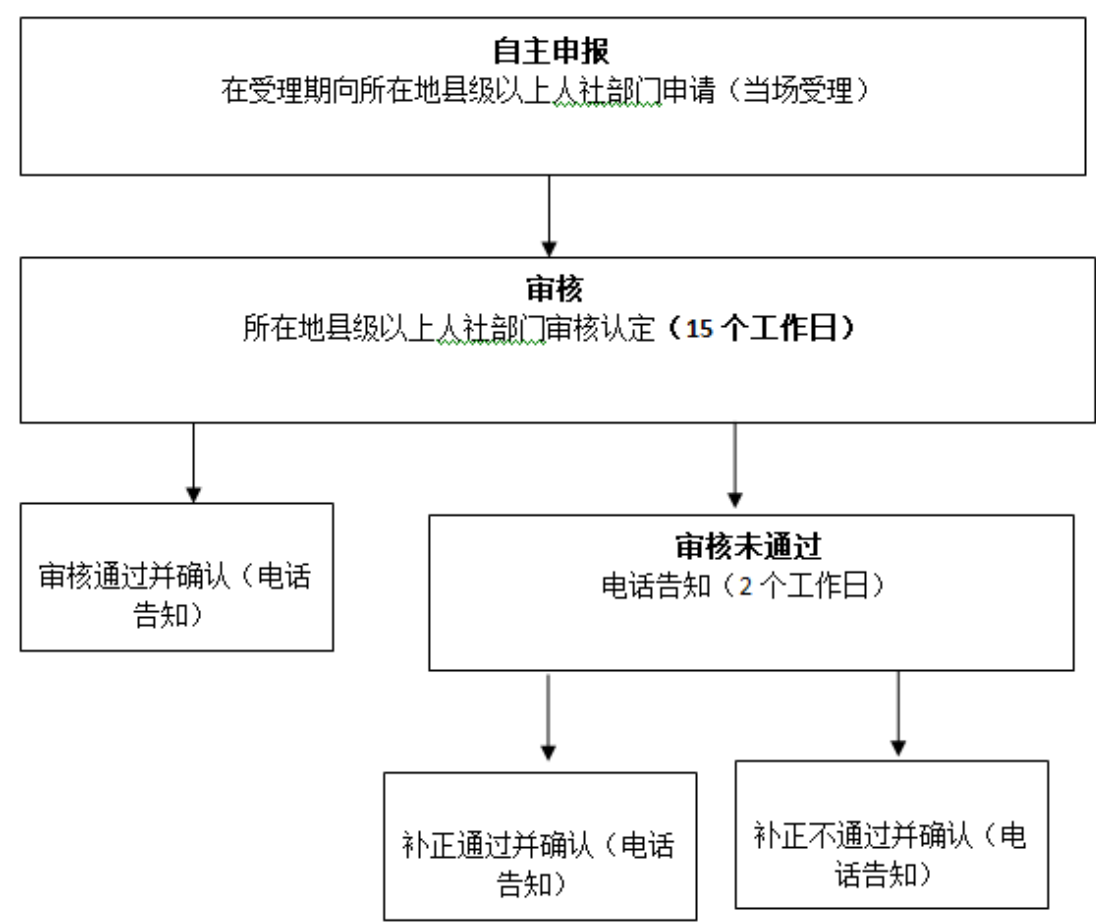 自主申报
在受理期向所在地县级以上人社部门申请（当场受理）
审核
所在地县级以上人社部门审核认定（15 个工作日）
审核通过并确认（电话
告知）
审核未通过
电话告知（2 个工作日）
补正通过并确认（电话
告知）
补正不通过并确认（电
话告知）